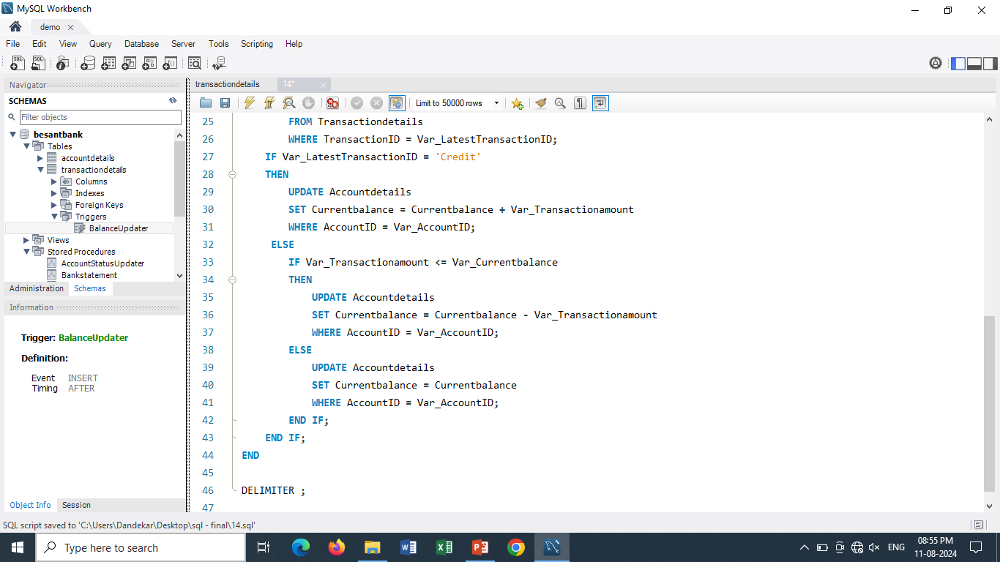 MySQL Workbench
demo
File Edit View Query Database Server Tools Scripting Help
Navigator
SCHEMAS
Filter objects
besantbank
Tables
accountdetails
transactiondetails
Columns
Indexes
Foreign Keys
Triggers
BalanceUpdater
Views
Stored Procedures
AccountStatusUpdater
Bankstatement
Administration Schemas
Information
Trigger: BalanceUpdater
Definition:
Event INSERT
Timing AFTER
Object Info Session
transactiondetails 14*
Limit to 50000 rows
25 FROM Transactiondetails
26 WHERE TransactionID = Var_LatestTransactionID;
27 IF Var_LatestTransactionID = 'Credit'
28 THEN
29 UPDATE Accountdetails
30 SET Currentbalance = Currentbalance + Var_Transactionamount
31 WHERE AccountID = Var_AccountID;
32 ELSE
33 IF Var_Transactionamount <= Var_Currentbalance
34 THEN
35 UPDATE Accountdetails
36 SET Currentbalance = Currentbalance - Var_Transactionamount
37 WHERE AccountID = Var_AccountID;
38 ELSE
39 UPDATE Accountdetails
40 SET Currentbalance = Currentbalance
41 WHERE AccountID = Var_AccountID;
42 END IF;
43 END IF;
44 END
45
46 DELIMITER ;
47
SQL script saved to 'C:\Users\Dandekar\Desktop\sql - final\14.sql'
Type here to search
ENG
08:55 PM
11-08-2024